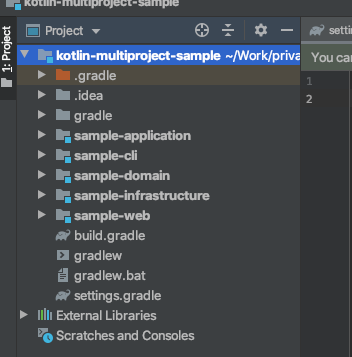 kotlin-multiproject-sample
1: Project
Project
settin
kotlin-multiproject-sample ~/Work/priva
You can
.gradle
1
.idea
2
gradle
sample-application
sample-cli
sample-domain
sample-infrastructure
sample-web
build.gradle
gradlew
gradlew.bat
settings.gradle
External Libraries
Scratches and Consoles